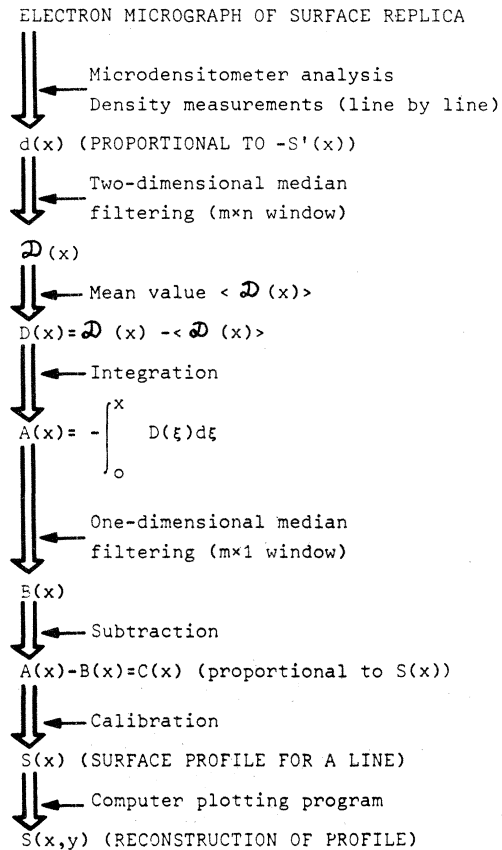 ELECTRON MICROGRAPH OF SURFACE REPLICA
Microdensitometer analysis
Density measurements (line by line)
d(x) (PROPORTIONAL TO -S'(x))
Two-dimensional median
filtering (m×n window)
𝒟(x)
Mean value < 𝒟(x)>
D(x)=𝒟 (x) -<𝒟 (x)>
Integration
A(x)= -∫₀ˣ D(ξ)dξ
One-dimensional median
filtering (m×1 window)
B(x)
Subtraction
A(x)-B(x)=C(x) (proportional to S(x))
Calibration
S(x) (SURFACE PROFILE FOR A LINE)
Computer plotting program
S(x,y) (RECONSTRUCTION OF PROFILE)